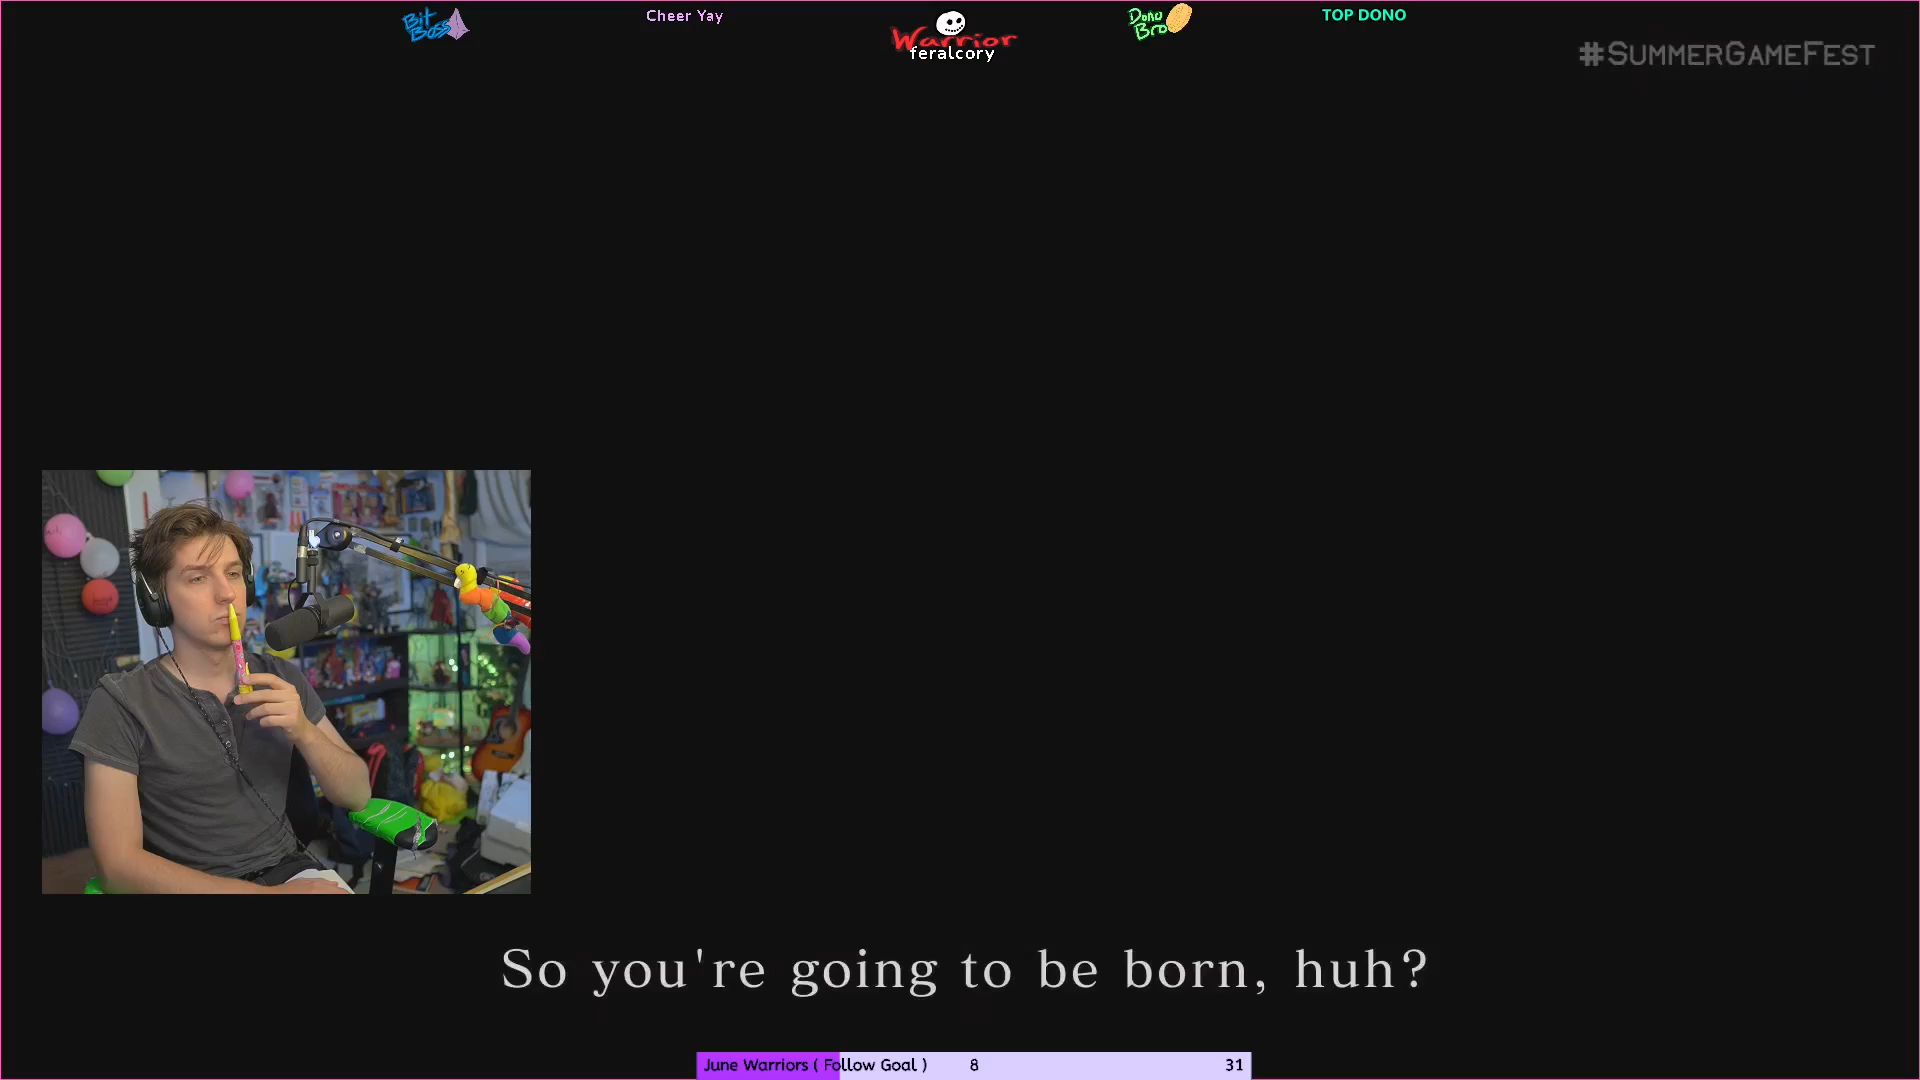 Bit Boss
Cheer Yay
Warrior
feralcory
Dono Bro
TOP DONO
#SUMMERGAMEFEST
So you're going to be born, huh?
June Warriors ( Follow Goal ) 8 31